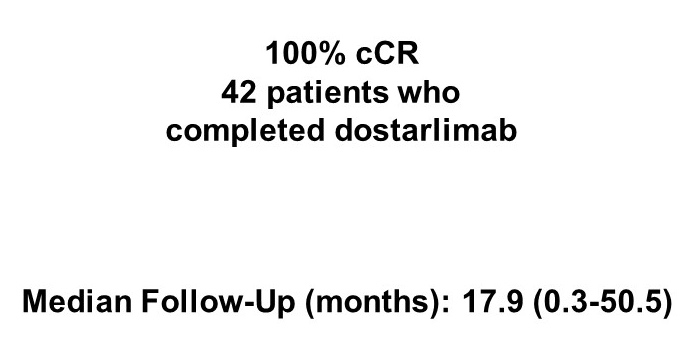 100% cCR
42 patients who
completed dostarlimab
Median Follow-Up (months): 17.9 (0.3-50.5)